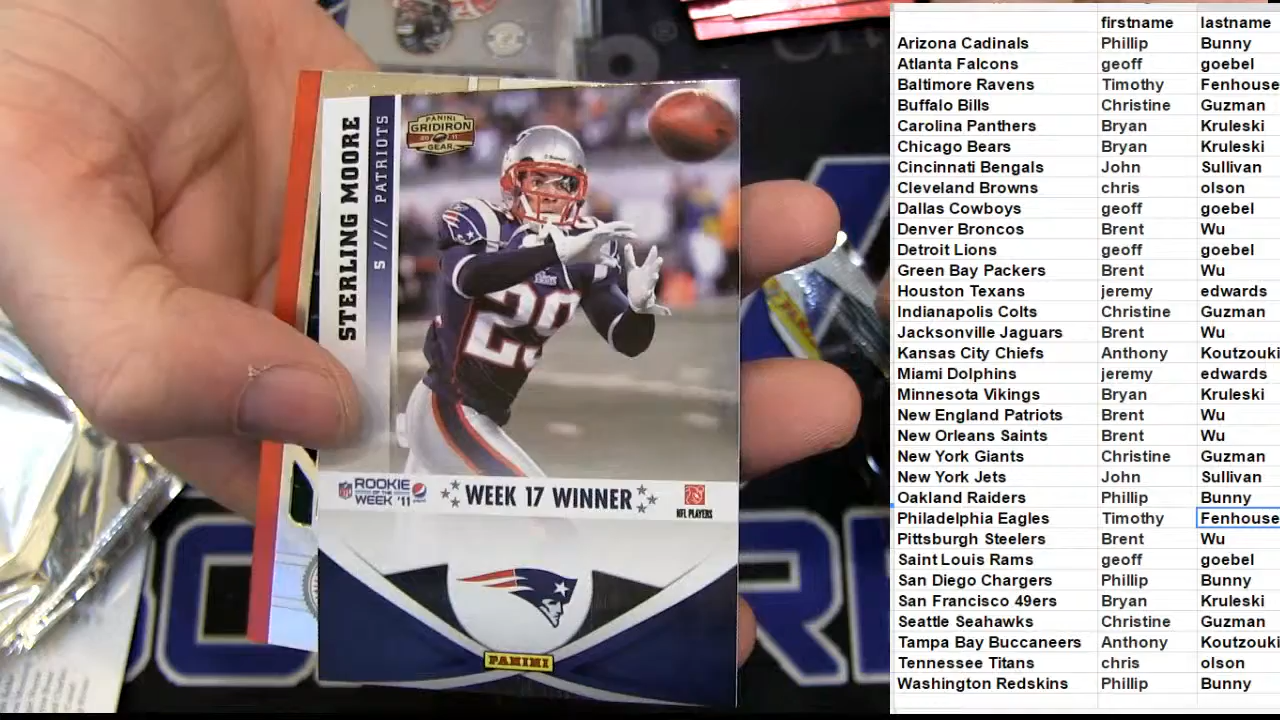 STERLING MOORE
S /// PATRIOTS
PANINI
GRIDIRON
GEAR
29
NFL ROOKIE
OF THE
WEEK '11
WEEK 17 WINNER
NFL PLAYERS
PANINI
firstname lastname
Arizona Cadinals Phillip Bunny
Atlanta Falcons geoff goebel
Baltimore Ravens Timothy Fenhouse
Buffalo Bills Christine Guzman
Carolina Panthers Bryan Kruleski
Chicago Bears Bryan Kruleski
Cincinnati Bengals John Sullivan
Cleveland Browns chris olson
Dallas Cowboys geoff goebel
Denver Broncos Brent Wu
Detroit Lions geoff goebel
Green Bay Packers Brent Wu
Houston Texans jeremy edwards
Indianapolis Colts Christine Guzman
Jacksonville Jaguars Brent Wu
Kansas City Chiefs Anthony Koutzouki
Miami Dolphins jeremy edwards
Minnesota Vikings Bryan Kruleski
New England Patriots Brent Wu
New Orleans Saints Brent Wu
New York Giants Christine Guzman
New York Jets John Sullivan
Oakland Raiders Phillip Bunny
Philadelphia Eagles Timothy Fenhouse
Pittsburgh Steelers Brent Wu
Saint Louis Rams geoff goebel
San Diego Chargers Phillip Bunny
San Francisco 49ers Bryan Kruleski
Seattle Seahawks Christine Guzman
Tampa Bay Buccaneers Anthony Koutzouki
Tennessee Titans chris olson
Washington Redskins Phillip Bunny